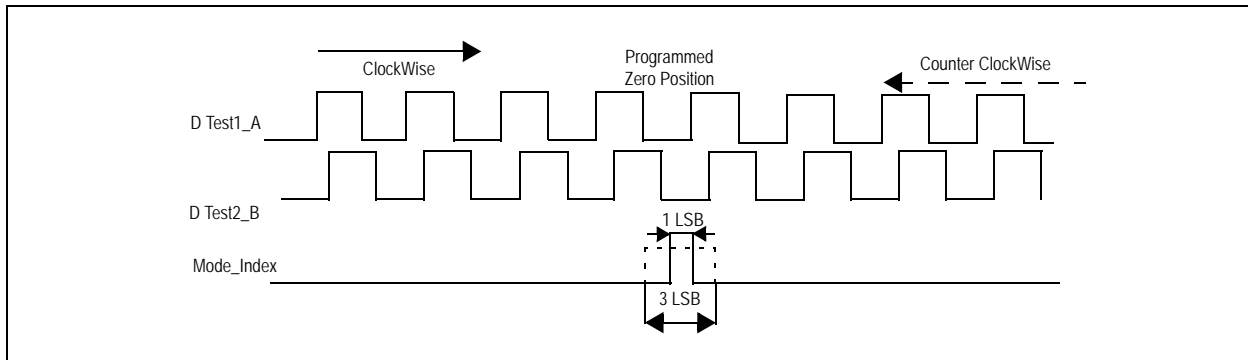 ClockWise
Programmed
Zero Position
Counter ClockWise
D Test1_A
D Test2_B
1 LSB
Mode_Index
3 LSB